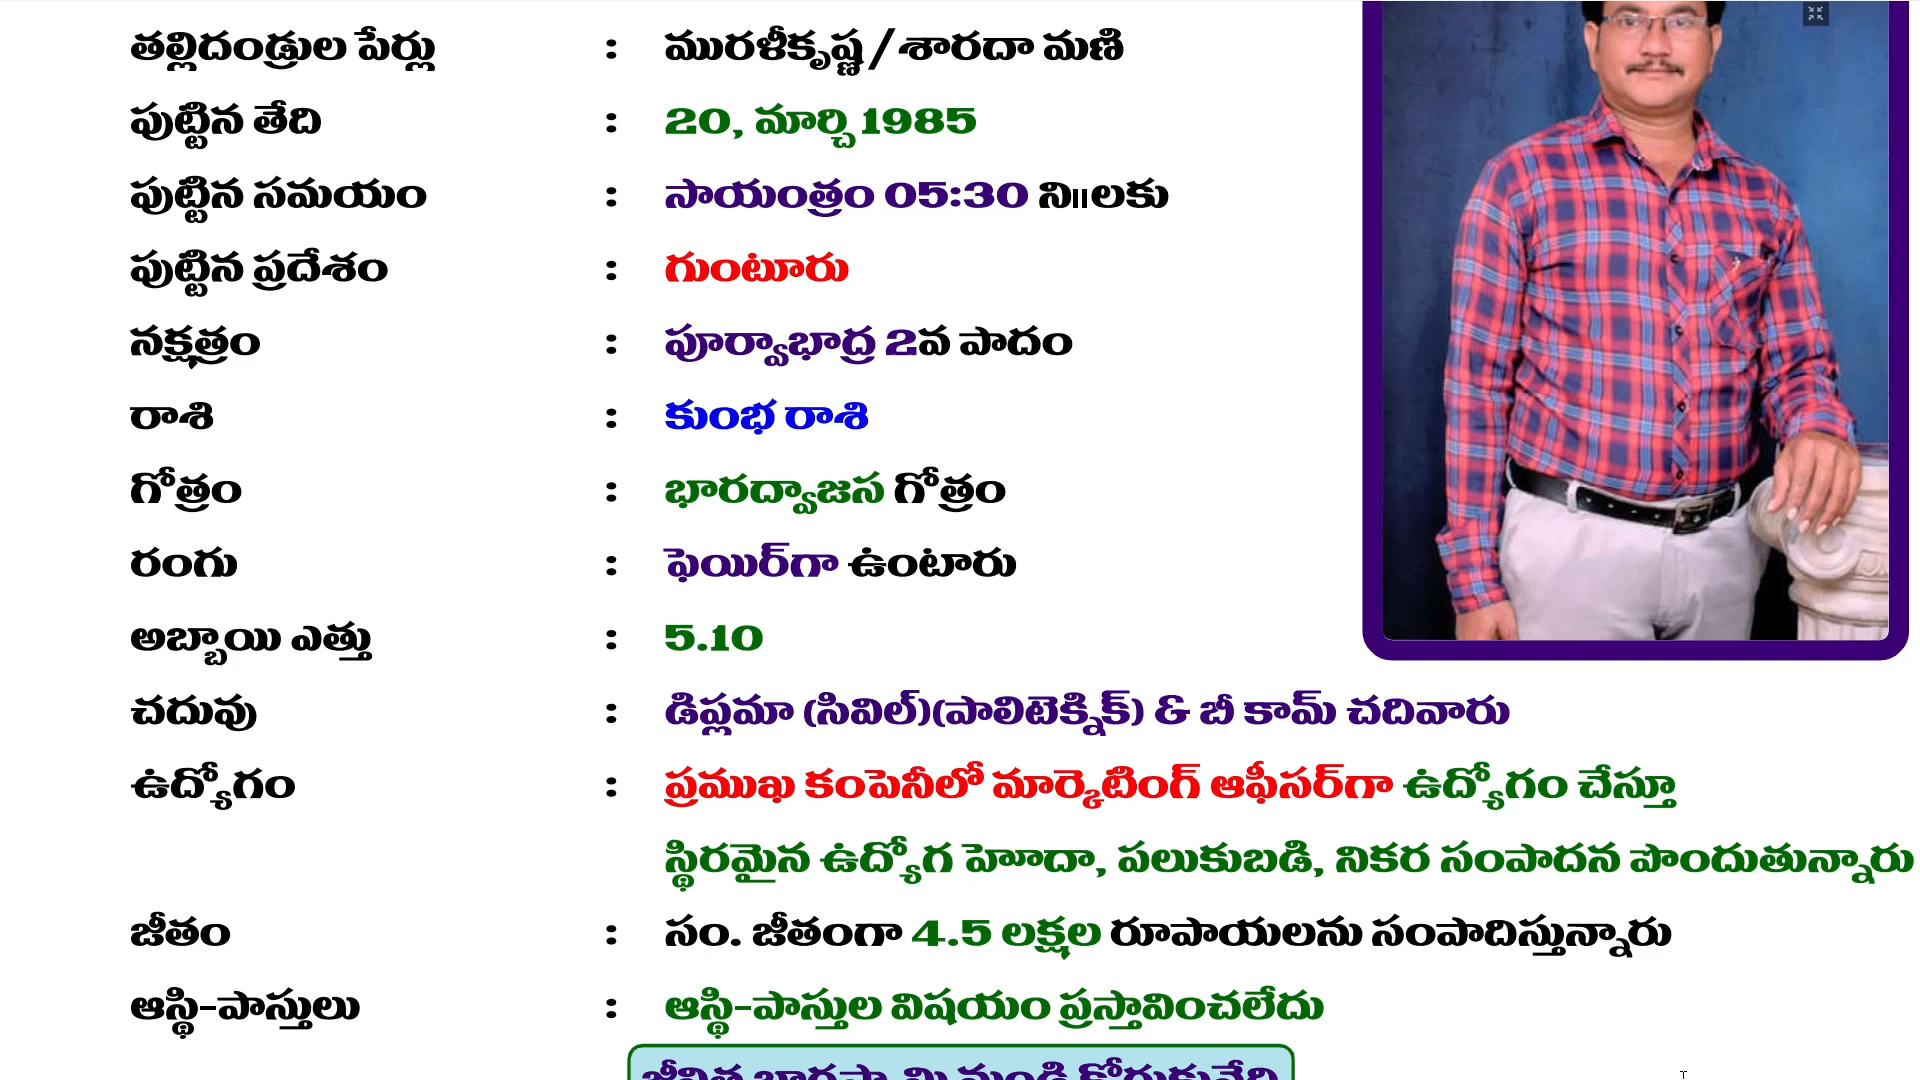 తల్లిదండ్రుల పేర్లు : మురళీకృష్ణ / శారదా మణి
పుట్టిన తేది : 20, మార్చి 1985
పుట్టిన సమయం : సాయంత్రం 05:30 ని॥లకు
పుట్టిన ప్రదేశం : గుంటూరు
నక్షత్రం : పూర్వాభాద్ర 2వ పాదం
రాశి : కుంభ రాశి
గోత్రం : భారద్వాజస గోత్రం
రంగు : ఫెయిర్‌గా ఉంటారు
అబ్బాయి ఎత్తు : 5.10
చదువు : డిప్లమా (సివిల్)(పాలిటెక్నిక్) & బీ కామ్ చదివారు
ఉద్యోగం : ప్రముఖ కంపెనీలో మార్కెటింగ్ ఆఫీసర్‌గా ఉద్యోగం చేస్తూ
స్థిరమైన ఉద్యోగ హెూదా, పలుకుబడి, నికర సంపాదన పొందుతున్నారు
జీతం : సం. జీతంగా 4.5 లక్షల రూపాయలను సంపాదిస్తున్నారు
ఆస్థి-పాస్తులు : ఆస్థి-పాస్తుల విషయం ప్రస్తావించలేదు
జీవిత భాగస్వామి నుండి కోరుకునేది